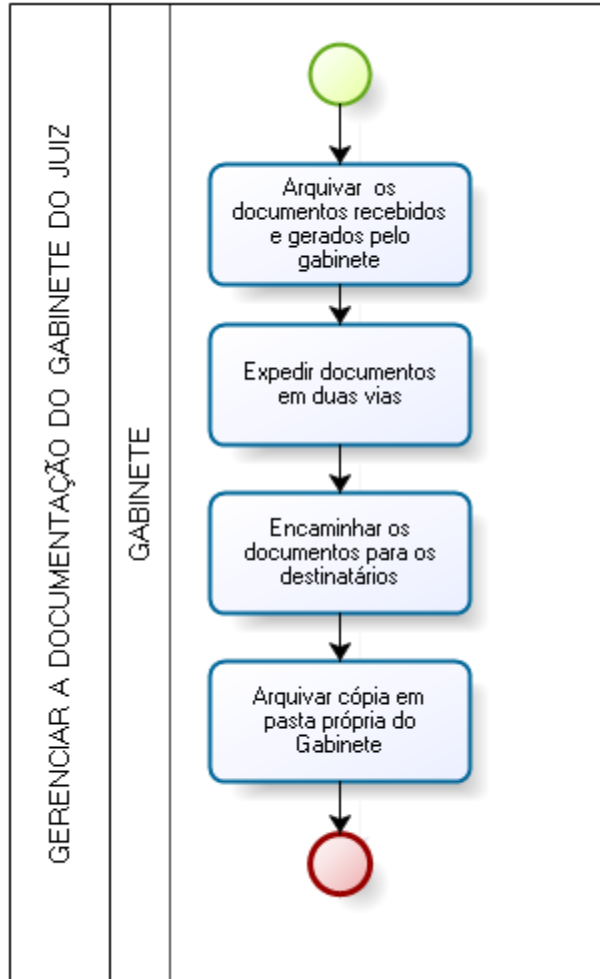 GERENCIAR A DOCUMENTAÇÃO DO GABINETE DO JUIZ
GABINETE
Arquivar os
documentos recebidos
e gerados pelo
gabinete
Expedir documentos
em duas vias
Encaminhar os
documentos para os
destinatários
Arquivar cópia em
pasta própria do
Gabinete